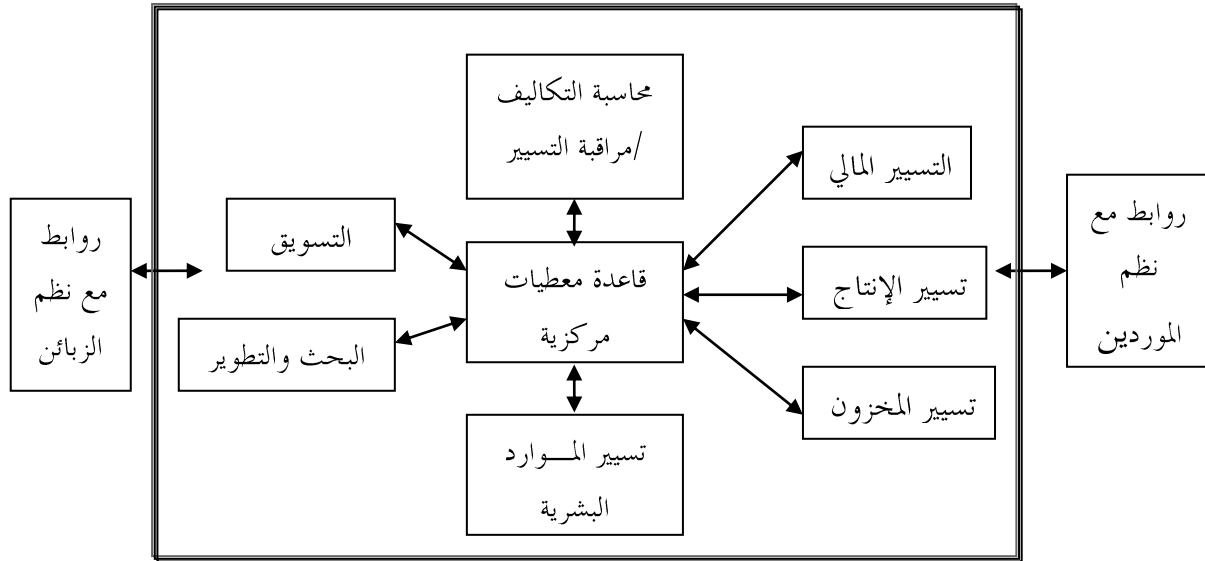 محاسبة التكاليف
/مراقبة التسيير
التسيير المالي
روابط مع
نظم
الموردين
التسويق
روابط
مع نظم
الزبائن
قاعدة معطيات
مركزية
تسيير الإنتاج
البحث والتطوير
تسيير المخزون
تسيير المـــوارد
البشرية